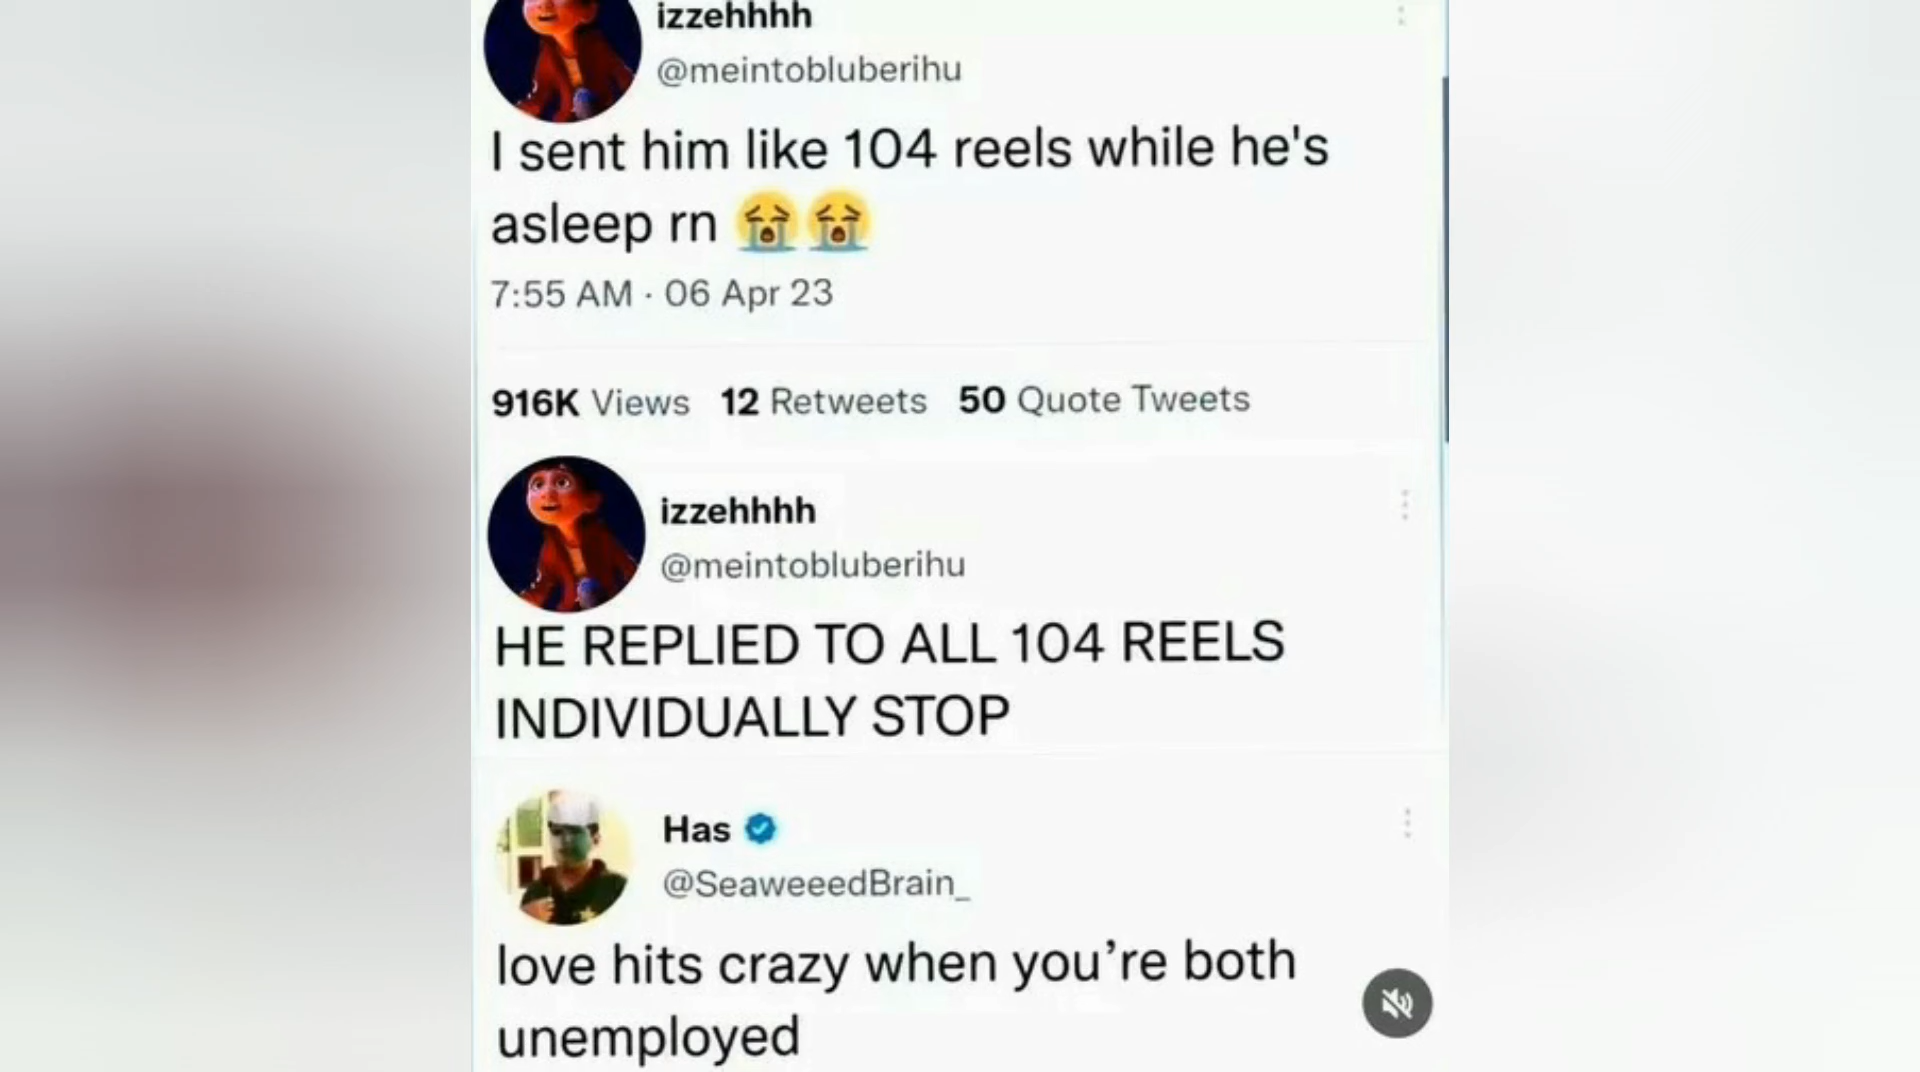 izzehhhh
@meintobluberihu
I sent him like 104 reels while he's
asleep rn 😭😭
7:55 AM · 06 Apr 23
916K Views 12 Retweets 50 Quote Tweets
izzehhhh
@meintobluberihu
HE REPLIED TO ALL 104 REELS
INDIVIDUALLY STOP
Has
@SeaweeedBrain_
love hits crazy when you’re both
unemployed